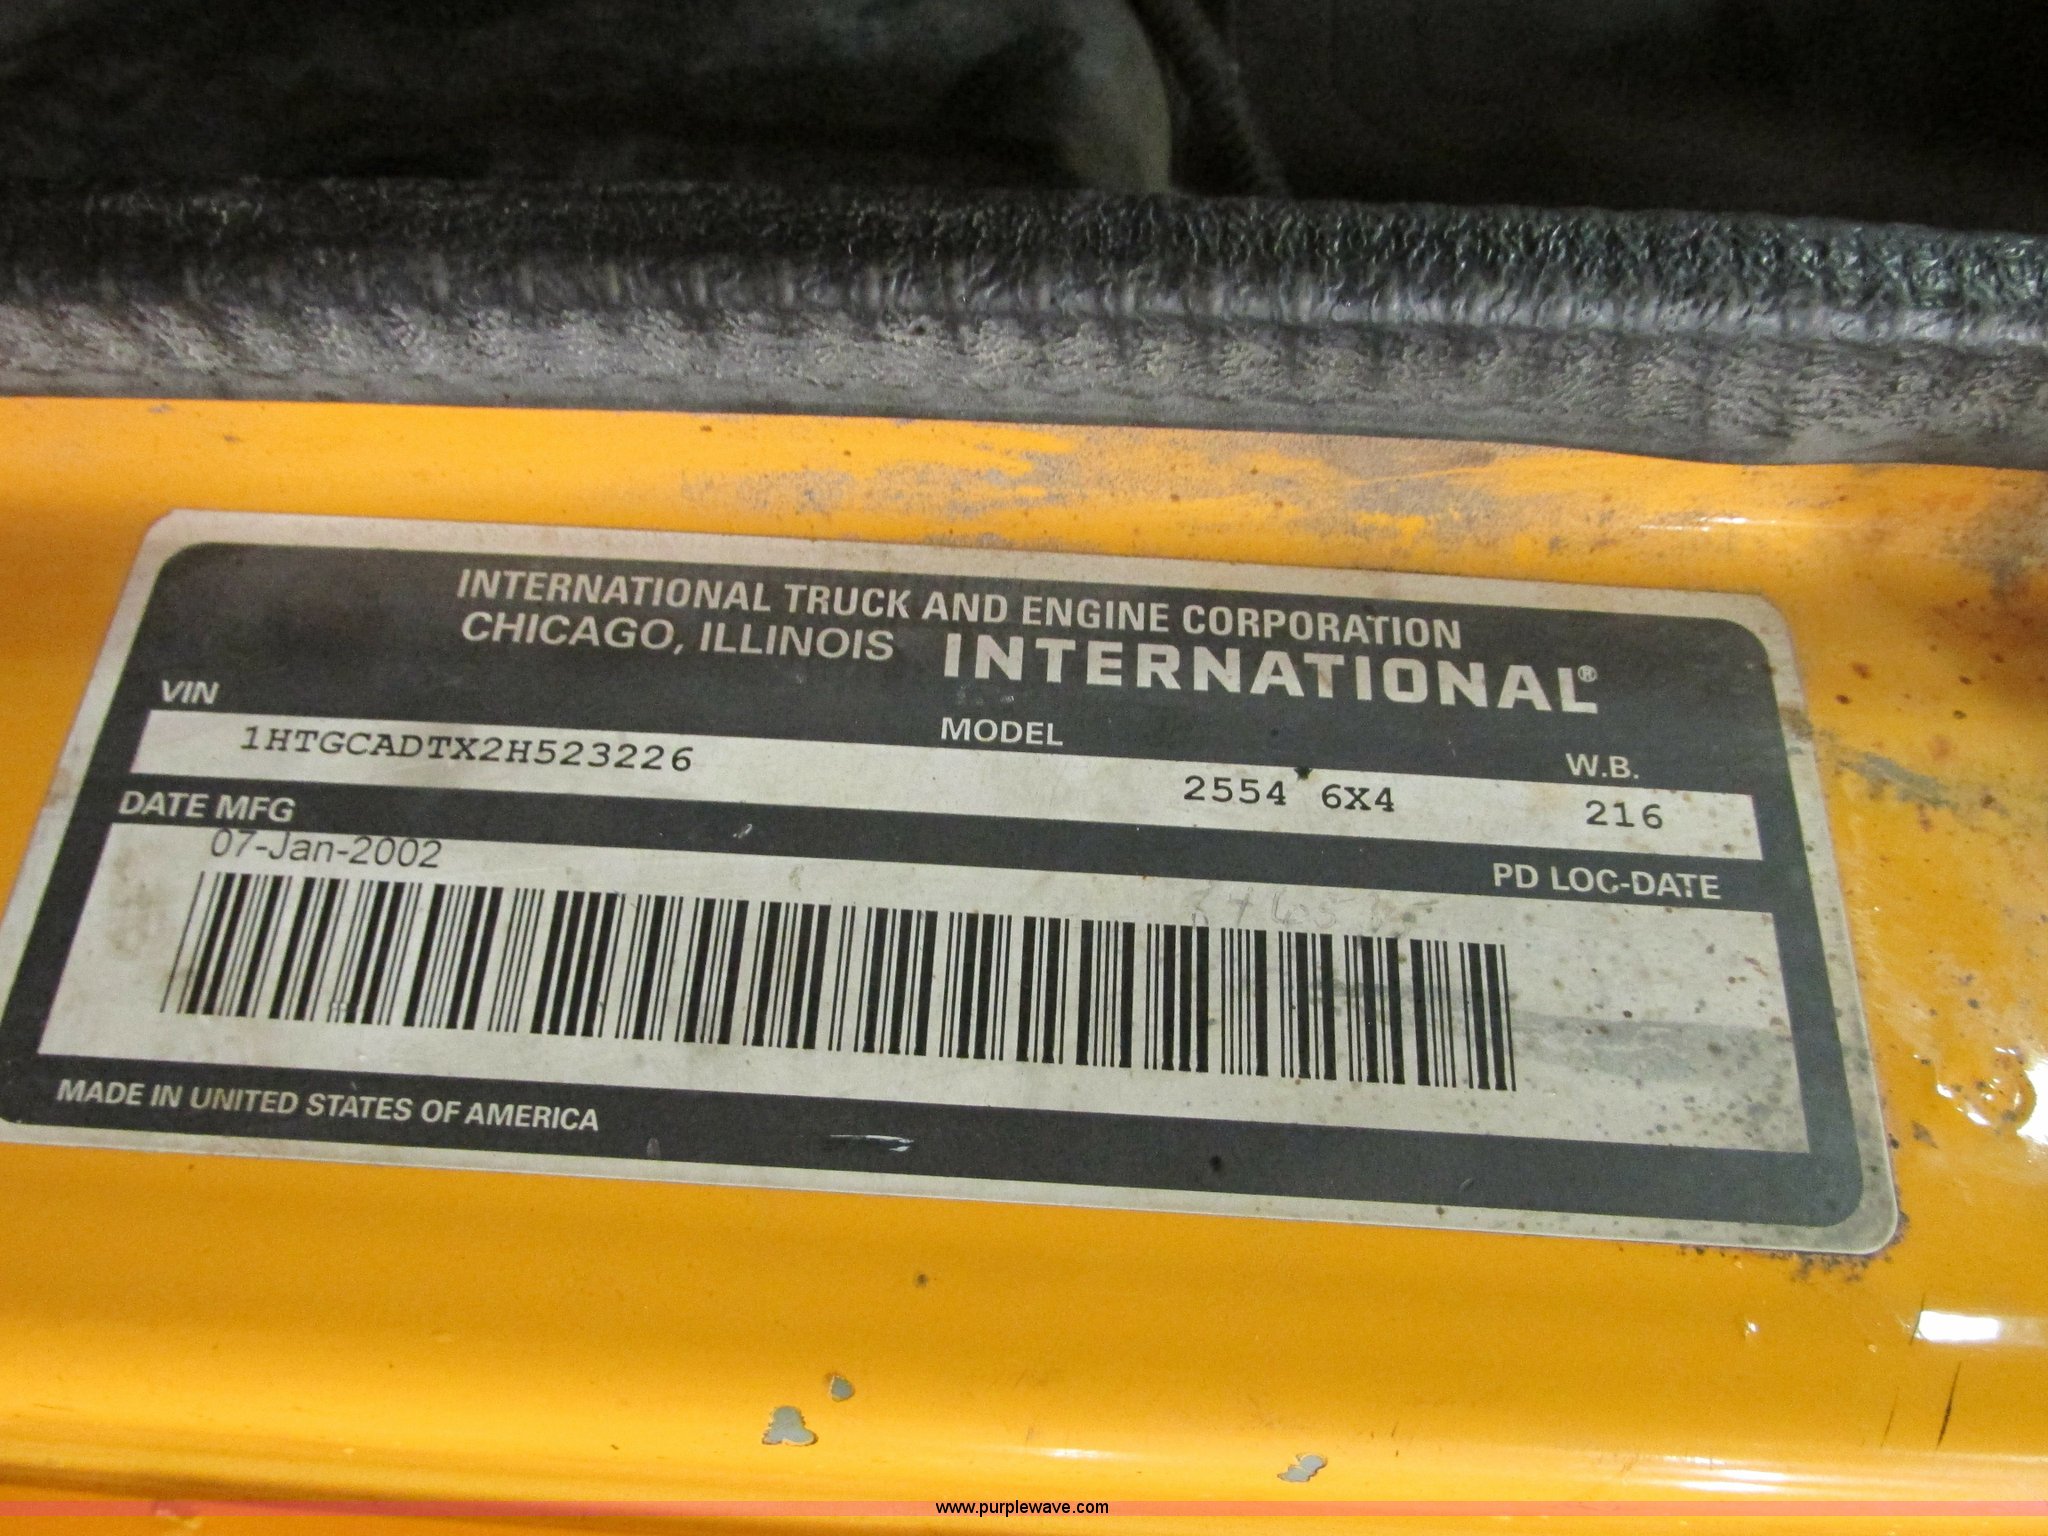 INTERNATIONAL TRUCK AND ENGINE CORPORATION
CHICAGO, ILLINOIS INTERNATIONAL®
VIN MODEL W.B.
1HTGCADTX2H523226 2554 6X4 216
DATE MFG PD LOC-DATE
07-Jan-2002
MADE IN UNITED STATES OF AMERICA
www.purplewave.com